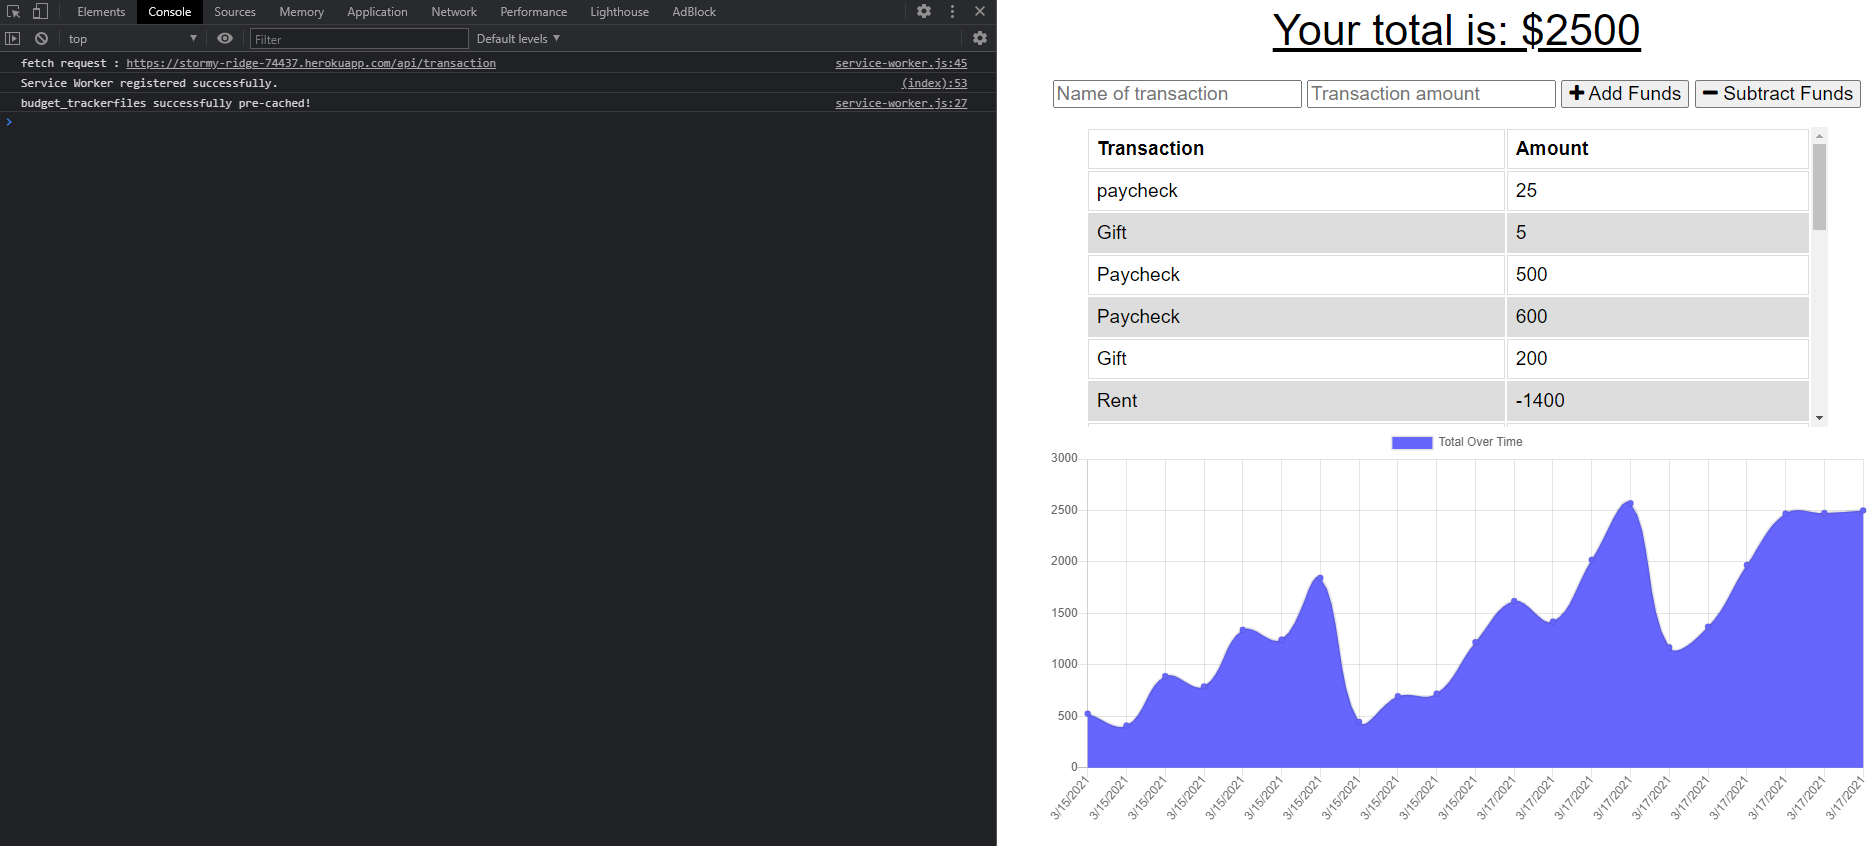 Elements Console Sources Memory Application Network Performance Lighthouse AdBlock
top Filter Default levels
fetch request : https://stormy-ridge-74437.herokuapp.com/api/transaction service-worker.js:45
Service Worker registered successfully. (index):53
budget_trackerfiles successfully pre-cached! service-worker.js:27
Your total is: $2500
Name of transaction Transaction amount Add Funds Subtract Funds
Transaction Amount
paycheck 25
Gift 5
Paycheck 500
Paycheck 600
Gift 200
Rent -1400
Total Over Time
3000
2500
2000
1500
1000
500
0
3/15/2021 3/15/2021 3/15/2021 3/15/2021 3/15/2021 3/15/2021 3/15/2021 3/15/2021 3/15/2021 3/15/2021 3/15/2021 3/17/2021 3/17/2021 3/17/2021 3/17/2021 3/17/2021 3/17/2021 3/17/2021 3/17/2021 3/17/2021 3/17/2021